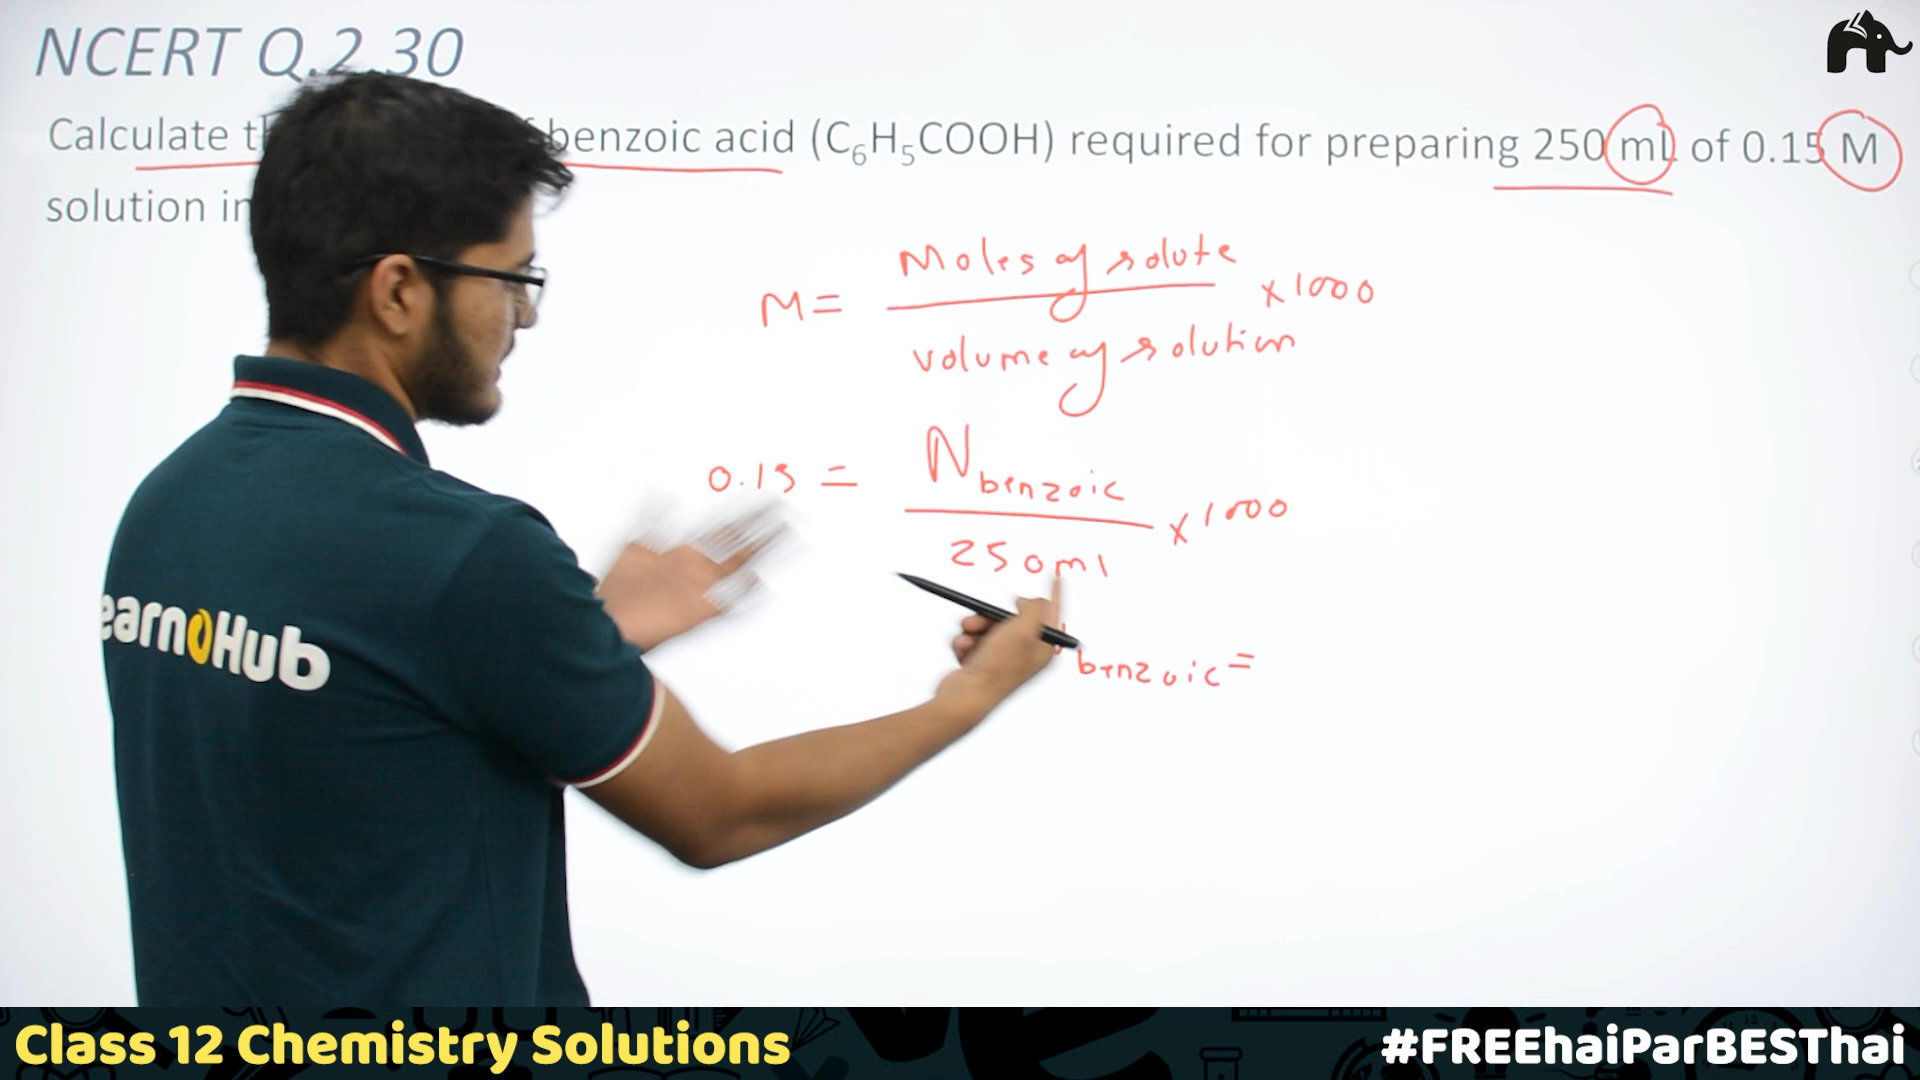 NCERT Q.2.30
Calculate benzoic acid (C₆H₅COOH) required for preparing 250 mL of 0.15 M
solution in
M = Moles of solute × 1000
volume of solution
0.15 = N benzoic × 1000
250 ml
benzoic =
earnoHub
Class 12 Chemistry Solutions
#FREEhaiParBESThai